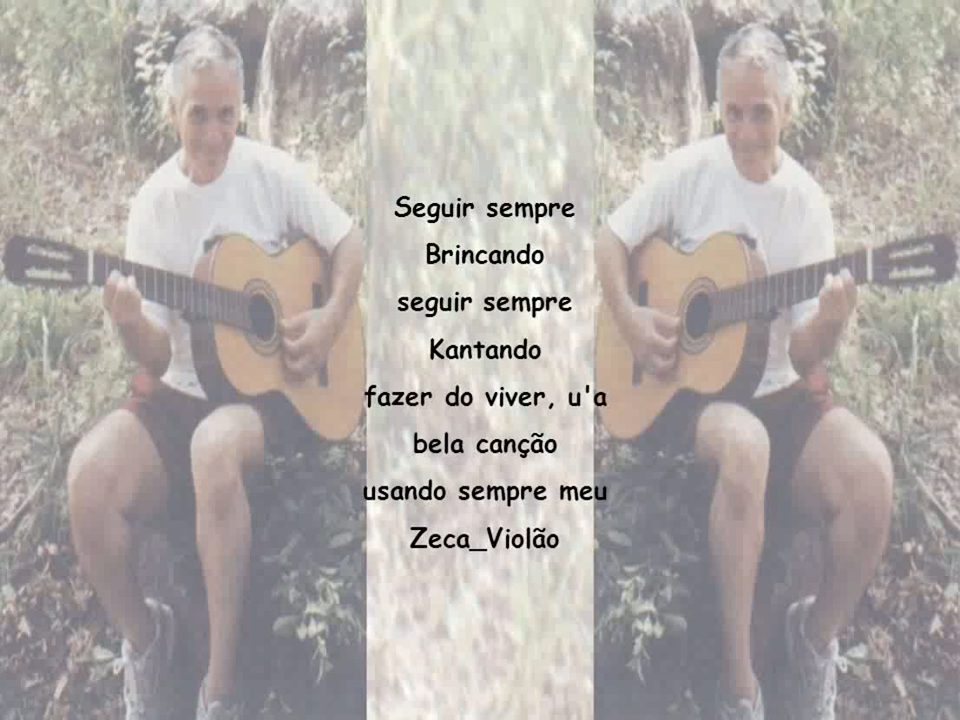 Seguir sempre
Brincando
seguir sempre
Kantando
fazer do viver, u'a
bela canção
usando sempre meu
Zeca_Violão